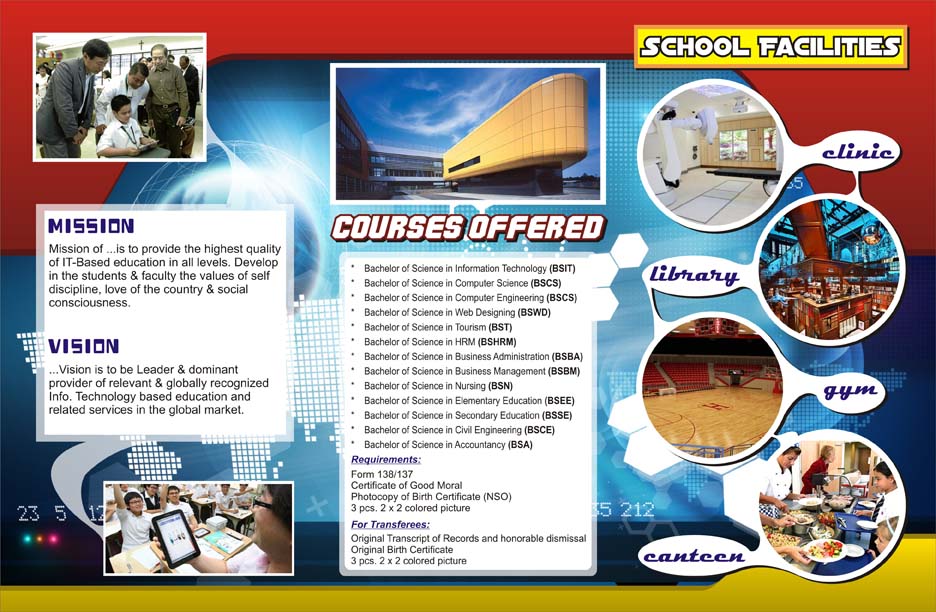 MISSION
Mission of ...is to provide the highest quality
of IT-Based education in all levels. Develop
in the students & faculty the values of self
discipline, love of the country & social
consciousness.
VISION
...Vision is to be Leader & dominant
provider of relevant & globally recognized
Info. Technology based education and
related services in the global market.
23 5 12
COURSES OFFERED
* Bachelor of Science in Information Technology (BSIT)
* Bachelor of Science in Computer Science (BSCS)
* Bachelor of Science in Computer Engineering (BSCS)
* Bachelor of Science in Web Designing (BSWD)
* Bachelor of Science in Tourism (BST)
* Bachelor of Science in HRM (BSHRM)
* Bachelor of Science in Business Administration (BSBA)
* Bachelor of Science in Business Management (BSBM)
* Bachelor of Science in Nursing (BSN)
* Bachelor of Science in Elementary Education (BSEE)
* Bachelor of Science in Secondary Education (BSSE)
* Bachelor of Science in Civil Engineering (BSCE)
* Bachelor of Science in Accountancy (BSA)
Requirements:
Form 138/137
Certificate of Good Moral
Photocopy of Birth Certificate (NSO)
3 pcs. 2 x 2 colored picture
For Transferees:
Original Transcript of Records and honorable dismissal
Original Birth Certificate
3 pcs. 2 x 2 colored picture
SCHOOL FACILITIES
clinic
35
library
gym
35 212
canteen